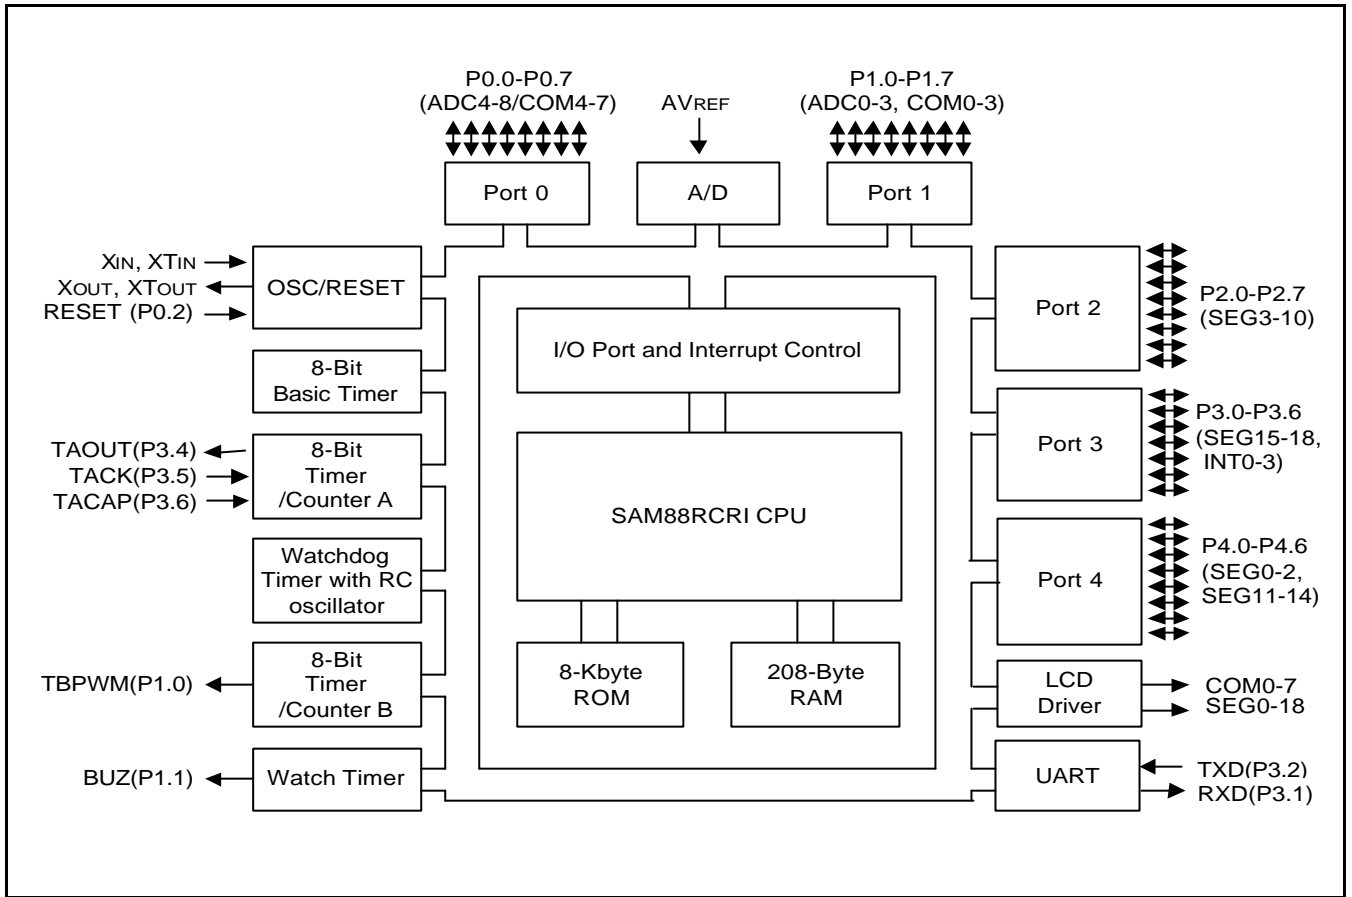 P0.0-P0.7
(ADC4-8/COM4-7)
AVREF
P1.0-P1.7
(ADC0-3, COM0-3)
Port 0
A/D
Port 1
XIN, XTIN
XOUT, XTOUT
RESET (P0.2)
OSC/RESET
Port 2
P2.0-P2.7
(SEG3-10)
I/O Port and Interrupt Control
8-Bit
Basic Timer
TAOUT(P3.4)
TACK(P3.5)
TACAP(P3.6)
8-Bit
Timer
/Counter A
Port 3
P3.0-P3.6
(SEG15-18,
INT0-3)
SAM88RCRI CPU
Watchdog
Timer with RC
oscillator
Port 4
P4.0-P4.6
(SEG0-2,
SEG11-14)
TBPWM(P1.0)
8-Bit
Timer
/Counter B
8-Kbyte
ROM
208-Byte
RAM
LCD
Driver
COM0-7
SEG0-18
BUZ(P1.1)
Watch Timer
UART
TXD(P3.2)
RXD(P3.1)